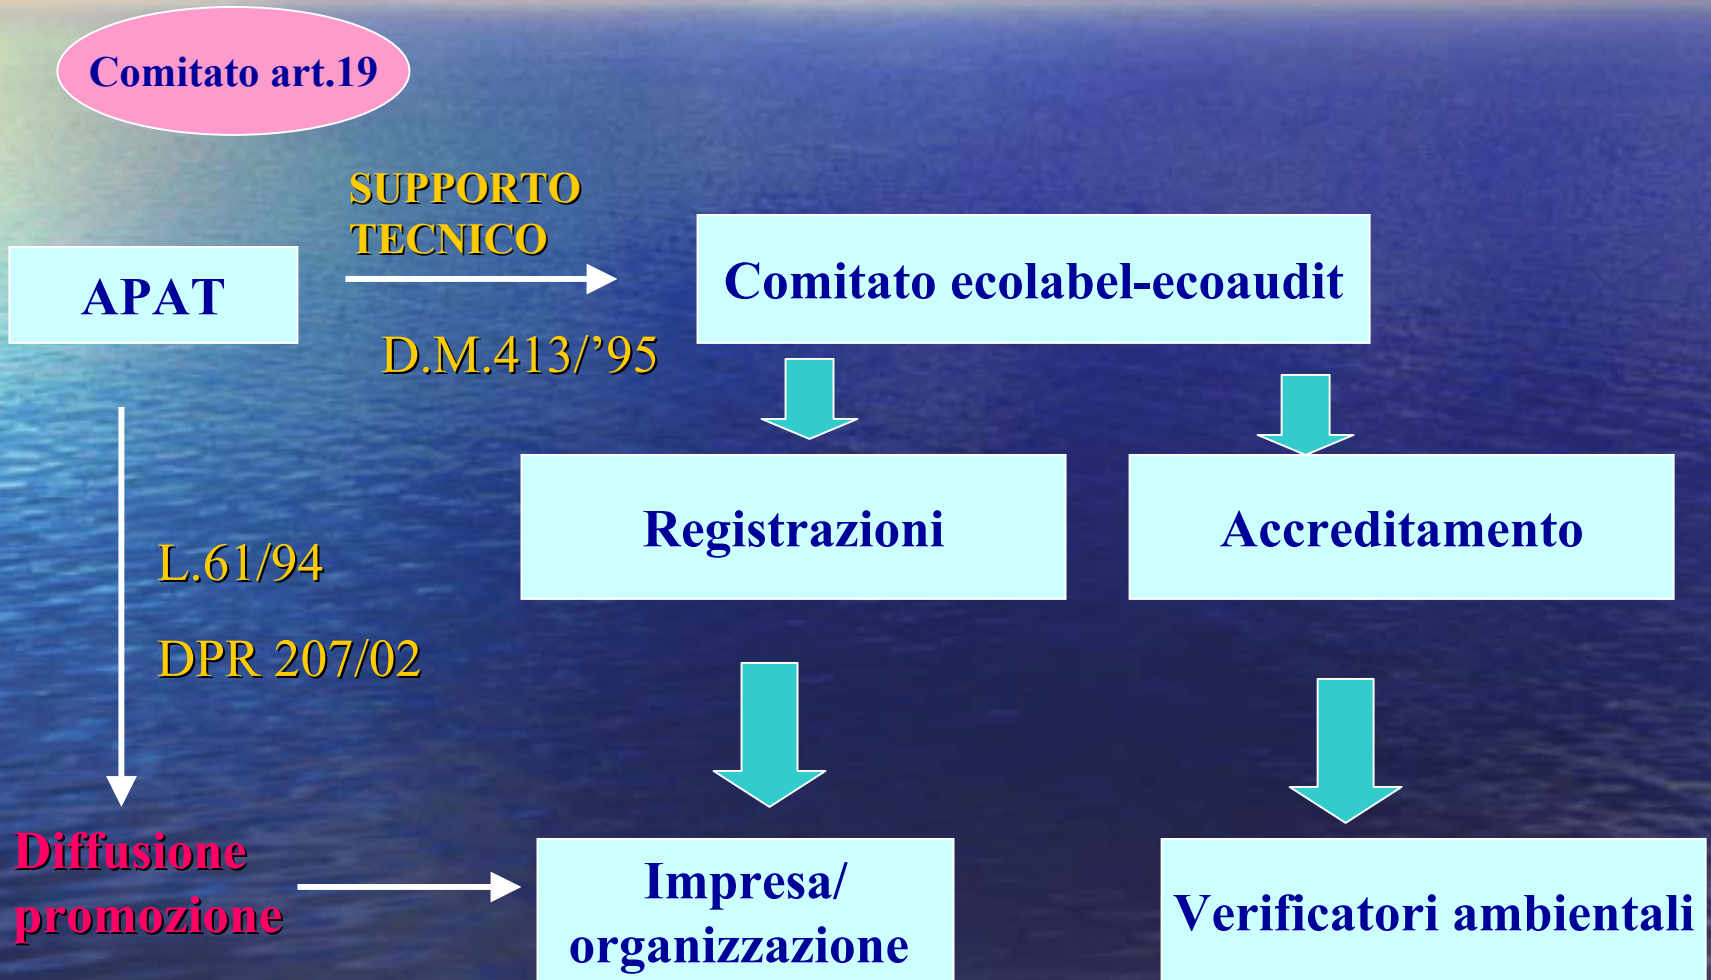 Comitato art.19
SUPPORTO
TECNICO
APAT
Comitato ecolabel-ecoaudit
D.M.413/’95
Registrazioni
Accreditamento
L.61/94
DPR 207/02
Diffusione
promozione
Impresa/
organizzazione
Verificatori ambientali